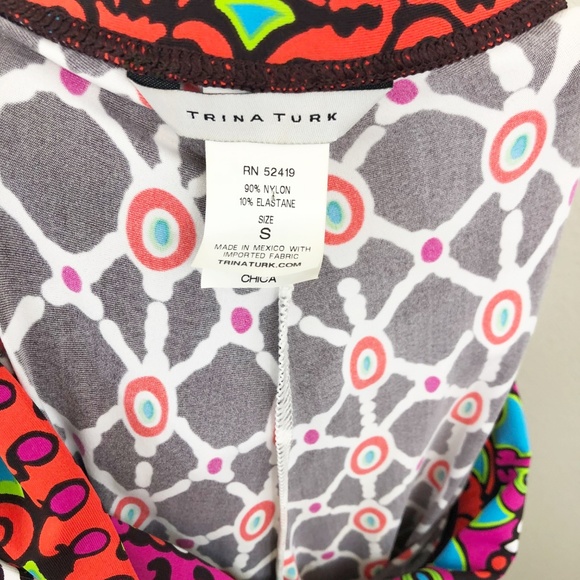 TRINA TURK
RN 52419
90% NYLON
10% ELASTANE
SIZE
S
MADE IN MEXICO WITH
IMPORTED FABRIC
TRINATURK.COM
CHICA